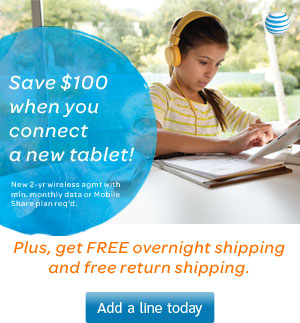 Save $100
when you
connect
a new tablet!
New 2-yr wireless agmt with
min. monthly data or Mobile
Share plan req'd.
Plus, get FREE overnight shipping
and free return shipping.
Add a line today